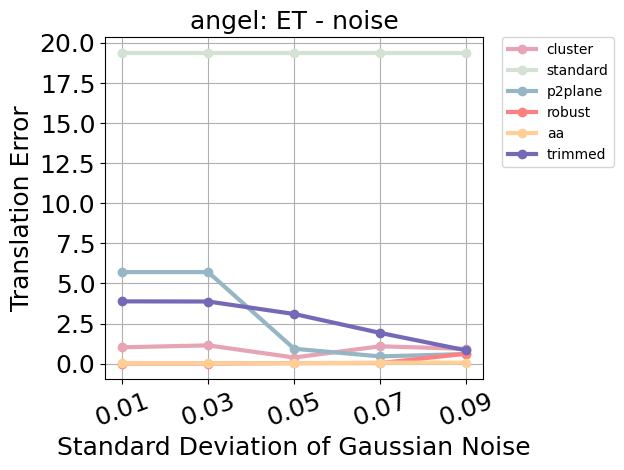 angel: ET - noise
Translation Error
20.0
17.5
15.0
12.5
10.0
7.5
5.0
2.5
0.0
0.01
0.03
0.05
0.07
0.09
Standard Deviation of Gaussian Noise
cluster
standard
p2plane
robust
aa
trimmed